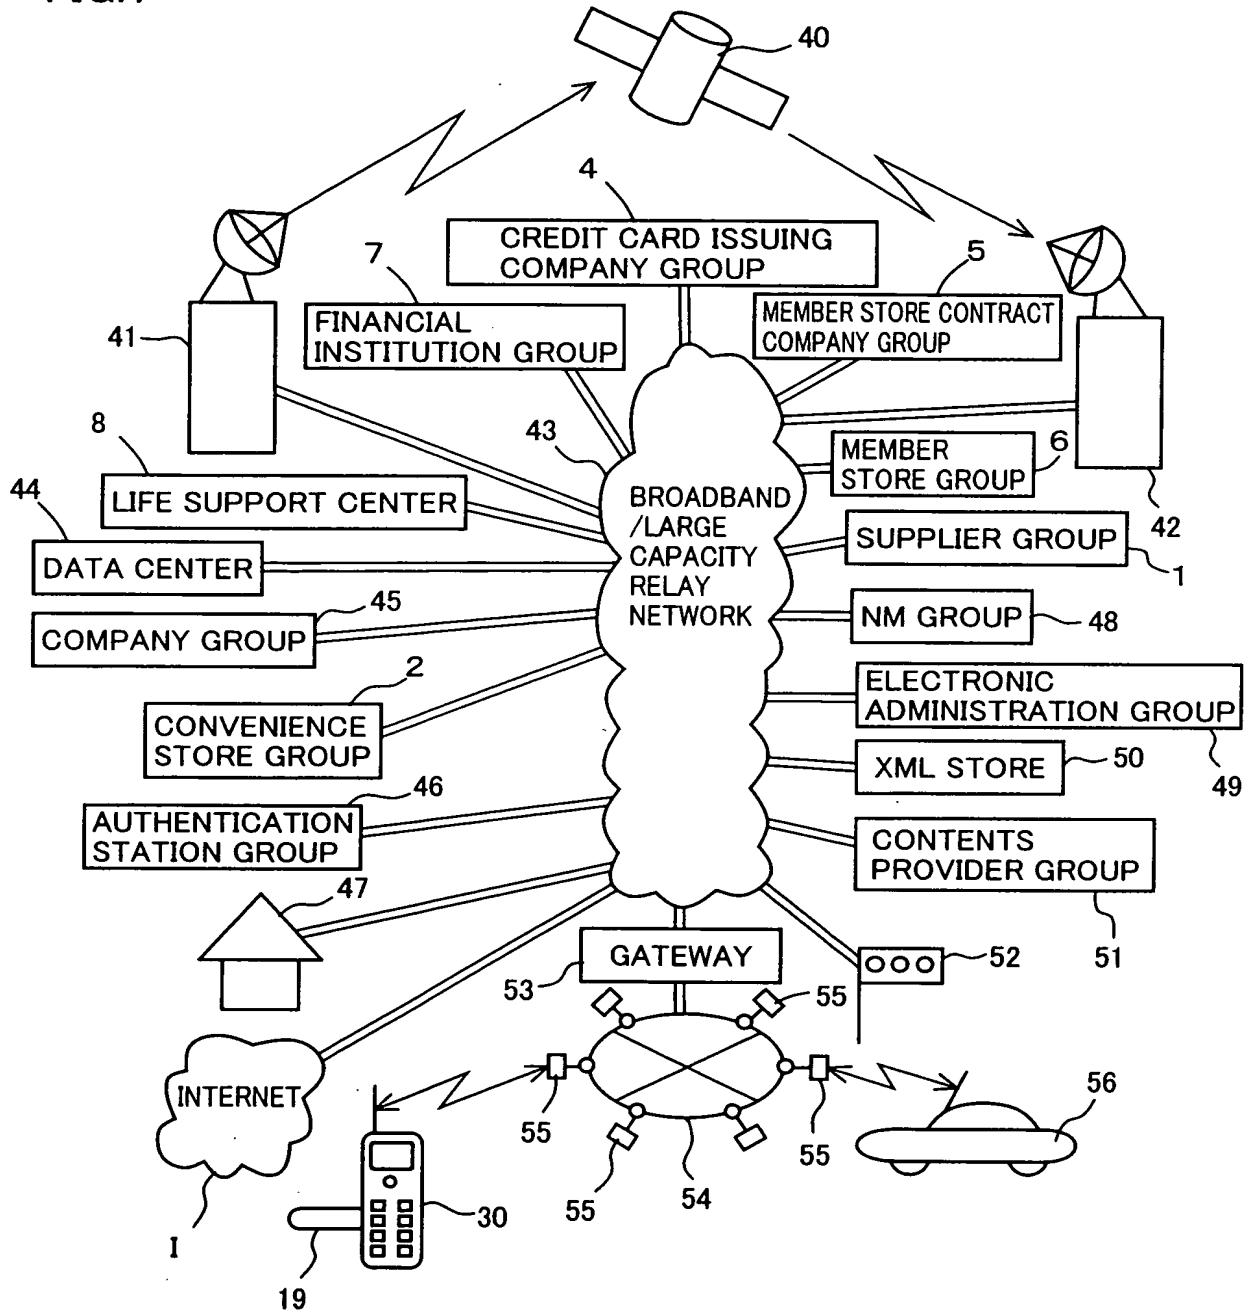 40
4
CREDIT CARD ISSUING
COMPANY GROUP
7
5
FINANCIAL
INSTITUTION GROUP
MEMBER STORE CONTRACT
COMPANY GROUP
41
8
43
MEMBER
STORE GROUP
6
44
LIFE SUPPORT CENTER
BROADBAND
/LARGE
CAPACITY
RELAY
NETWORK
42
SUPPLIER GROUP
1
DATA CENTER
45
COMPANY GROUP
NM GROUP
48
2
CONVENIENCE
STORE GROUP
ELECTRONIC
ADMINISTRATION GROUP
49
XML STORE
50
46
AUTHENTICATION
STATION GROUP
CONTENTS
PROVIDER GROUP
51
47
GATEWAY
53
52
55
INTERNET
55
55
56
55
54
30
I
19